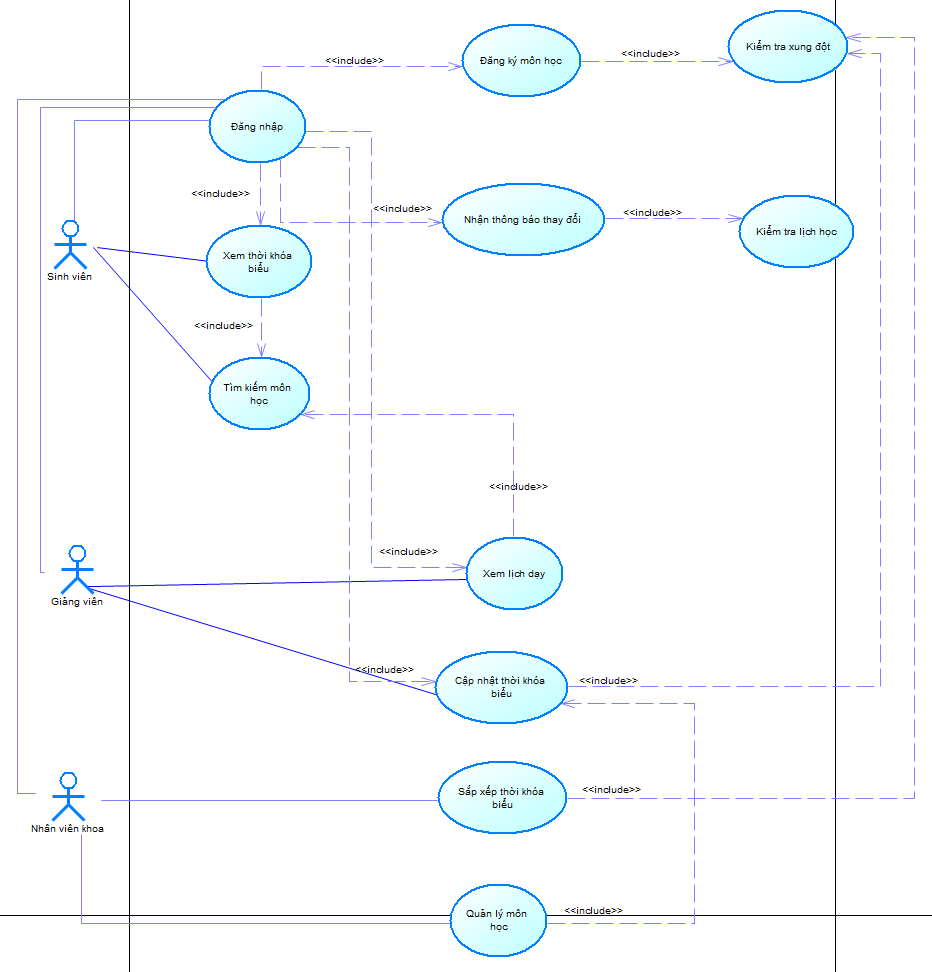 <<include>>
Đăng ký môn học
<<include>>
Kiểm tra xung đột
Đăng nhập
<<include>>
<<include>>
Nhận thông báo thay đổi
<<include>>
Kiểm tra lịch học
Sinh viên
Xem thời khóa
biểu
<<include>>
Tìm kiếm môn
học
<<include>>
<<include>>
Xem lịch dạy
Giảng viên
<<include>>
Cập nhật thời khóa
biểu
<<include>>
Sắp xếp thời khóa
biểu
<<include>>
Nhân viên khoa
Quản lý môn
học
<<include>>